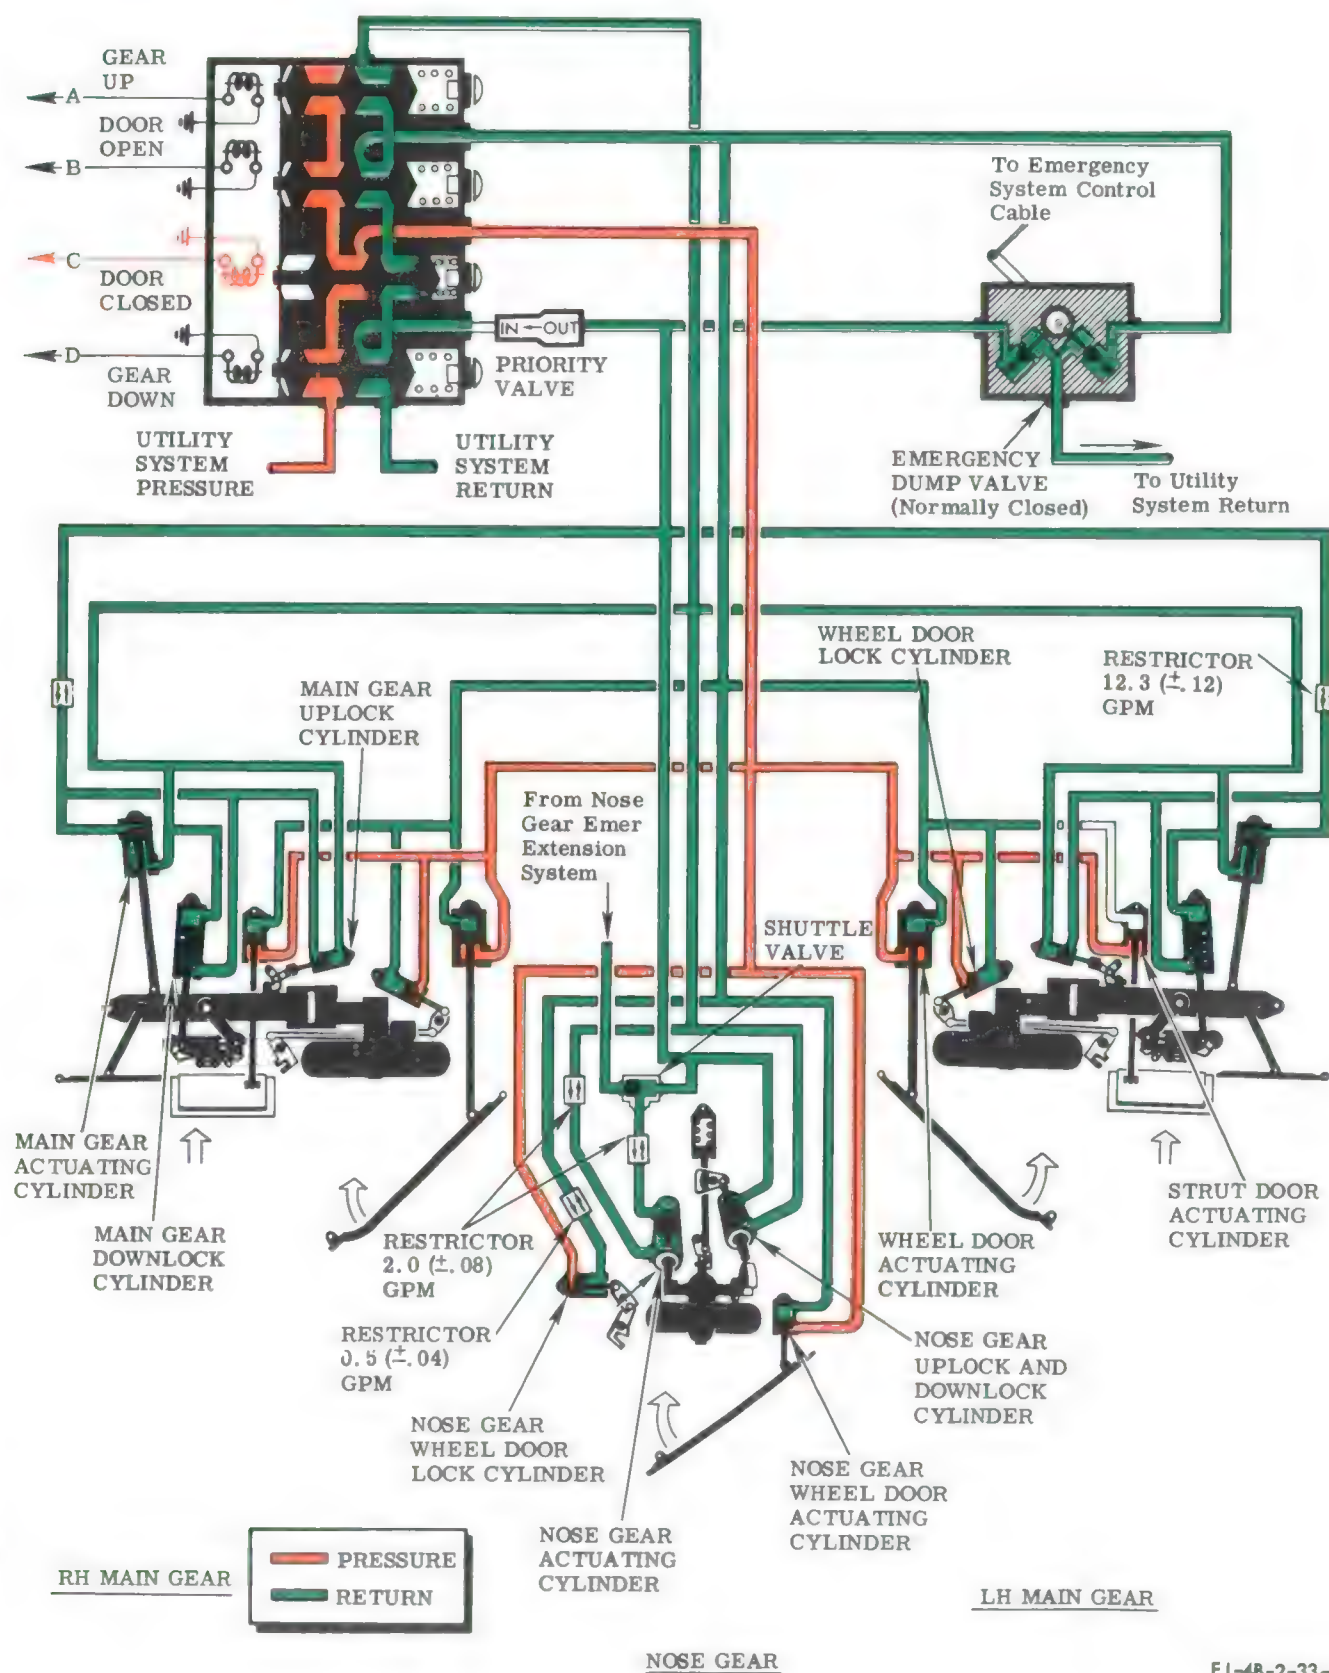 GEAR
UP
A
DOOR
OPEN
B
C
DOOR
CLOSED
D
GEAR
DOWN
IN ← OUT
PRIORITY
VALVE
To Emergency
System Control
Cable
UTILITY
SYSTEM
PRESSURE
UTILITY
SYSTEM
RETURN
EMERGENCY
DUMP VALVE
(Normally Closed)
To Utility
System Return
MAIN GEAR
UPLOCK
CYLINDER
WHEEL DOOR
LOCK CYLINDER
RESTRICTOR
12.3 (±.12)
GPM
From Nose
Gear Emer
Extension
System
SHUTTLE
VALVE
MAIN GEAR
ACTUATING
CYLINDER
MAIN GEAR
DOWNLOCK
CYLINDER
RESTRICTOR
2.0 (±.08)
GPM
RESTRICTOR
0.5 (±.04)
GPM
WHEEL DOOR
ACTUATING
CYLINDER
STRUT DOOR
ACTUATING
CYLINDER
NOSE GEAR
UPLOCK AND
DOWNLOCK
CYLINDER
NOSE GEAR
WHEEL DOOR
LOCK CYLINDER
NOSE GEAR
ACTUATING
CYLINDER
NOSE GEAR
WHEEL DOOR
ACTUATING
CYLINDER
RH MAIN GEAR
PRESSURE
RETURN
LH MAIN GEAR
NOSE GEAR